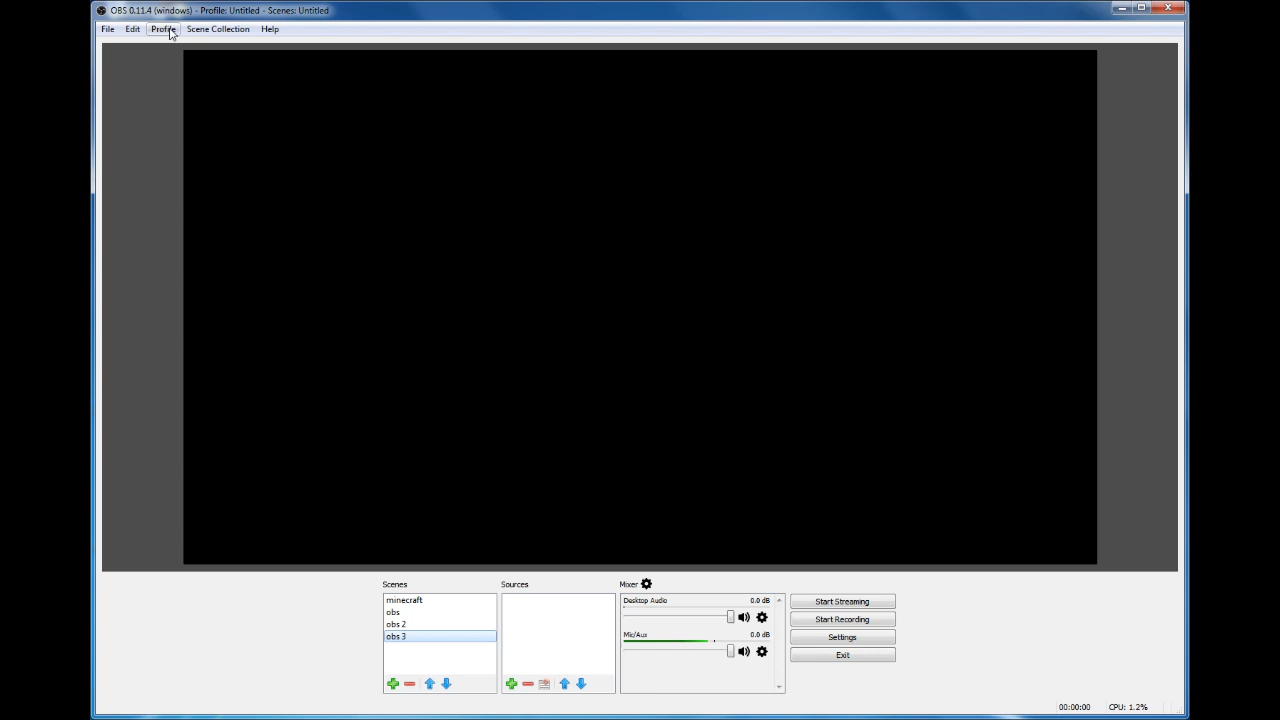 OBS 0.11.4 (windows) - Profile: Untitled - Scenes: Untitled
File Edit Profile Scene Collection Help
Scenes
minecraft
obs
obs 2
obs 3
Sources
Mixer
Desktop Audio 0.0 dB
Mic/Aux 0.0 dB
Start Streaming
Start Recording
Settings
Exit
00:00:00 CPU: 1.2%